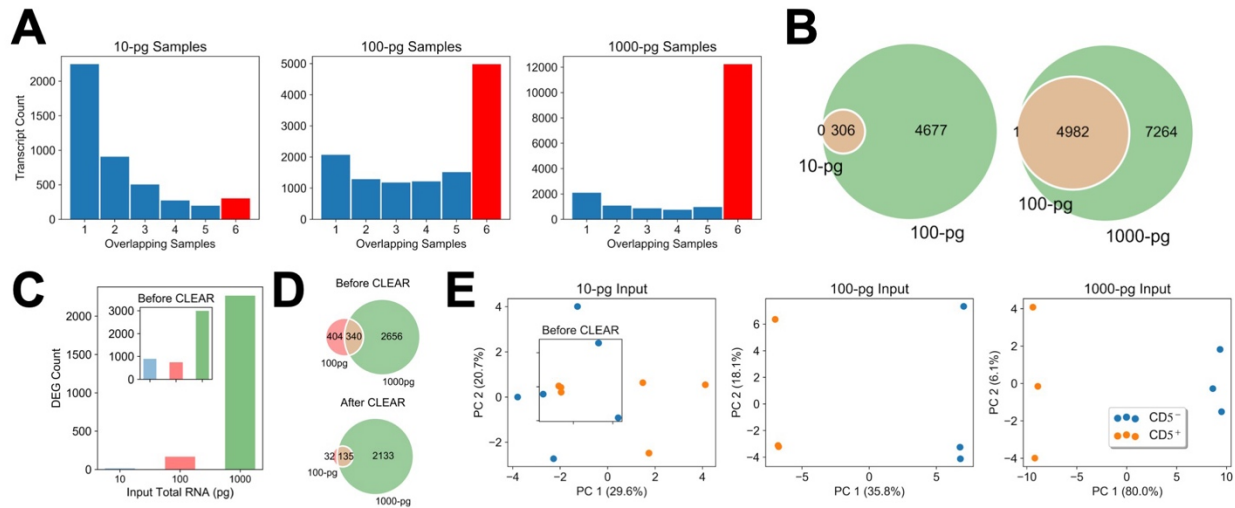 A
10-pg Samples
100-pg Samples
1000-pg Samples
Transcript Count
2000
1500
1000
500
0
1 2 3 4 5 6
Overlapping Samples
5000
4000
3000
2000
1000
0
1 2 3 4 5 6
Overlapping Samples
12000
10000
8000
6000
4000
2000
0
1 2 3 4 5 6
Overlapping Samples
B
0 306 4677
10-pg
100-pg
1 4982 7264
100-pg
1000-pg
C
Before CLEAR
3000
2000
1000
0
DEG Count
2000
1500
1000
500
0
10 100 1000
Input Total RNA (pg)
D
Before CLEAR
404 340 2656
100pg
1000pg
After CLEAR
32 135 2133
100-pg
1000-pg
E
10-pg Input
Before CLEAR
PC 2 (20.7%)
4
2
0
−2
−4 −2 0 2 4
PC 1 (29.6%)
100-pg Input
PC 2 (18.1%)
6
4
2
0
−2
−4
−5 0 5
PC 1 (35.8%)
1000-pg Input
PC 2 (6.1%)
4
2
0
−2
−4
−10 −5 0 5 10
PC 1 (80.0%)
CD5⁻
CD5⁺